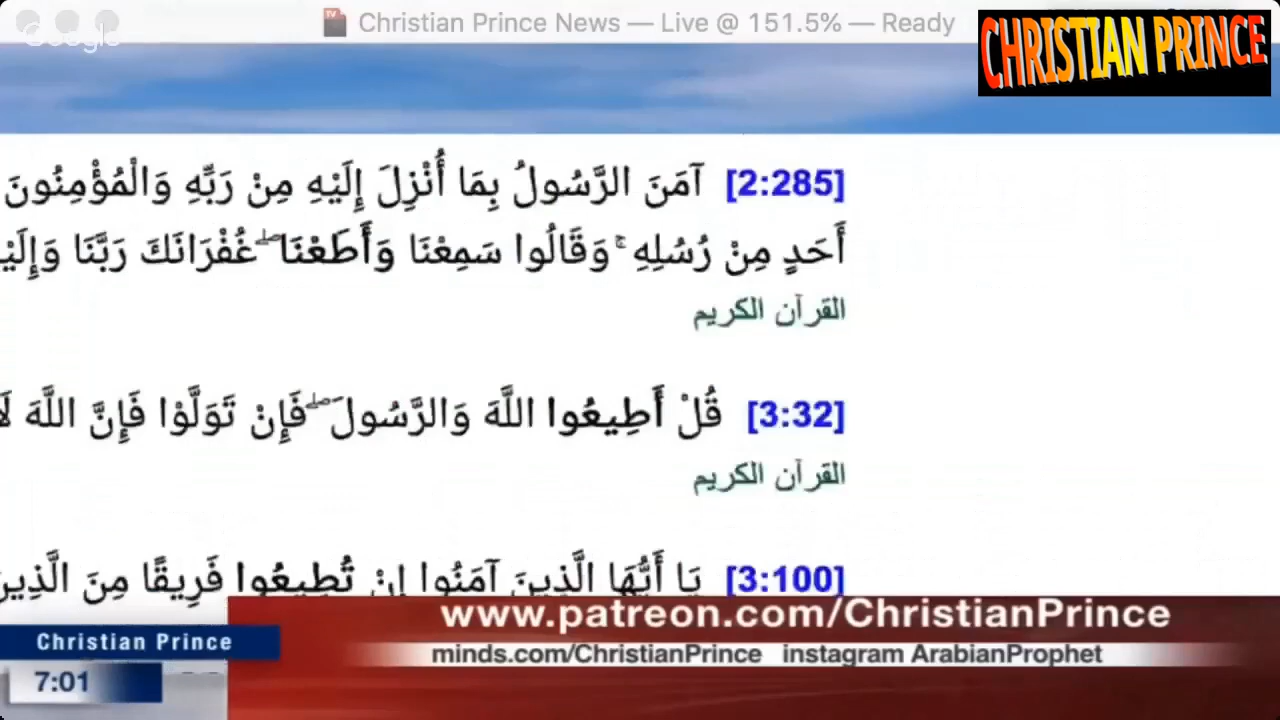 Christian Prince News — Live @ 151.5% — Ready
Google
CHRISTIAN PRINCE
[2:285] آمَنَ الرَّسُولُ بِمَا أُنْزِلَ إِلَيْهِ مِنْ رَبِّهِ وَالْمُؤْمِنُونَ
أَحَدٍ مِنْ رُسُلِهِ ۚ وَقَالُوا سَمِعْنَا وَأَطَعْنَا ۖ غُفْرَانَكَ رَبَّنَا
القرآن الكريم
[3:32] قُلْ أَطِيعُوا اللَّهَ وَالرَّسُولَ ۖ فَإِنْ تَوَلَّوْا فَإِنَّ اللَّهَ
القرآن الكريم
[3:100] يَا أَيُّهَا الَّذِينَ آمَنُوا إِنْ تُطِيعُوا فَرِيقًا مِنَ
www.patreon.com/ChristianPrince
Christian Prince
minds.com/ChristianPrince instagram ArabianProphet
7:01